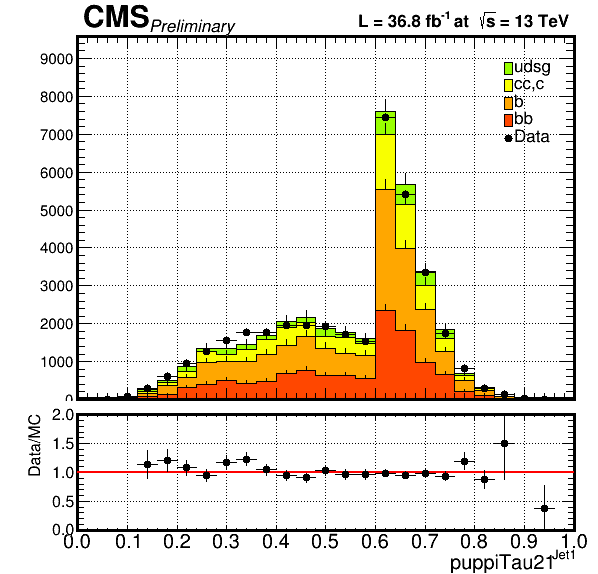 CMS Preliminary L = 36.8 fb⁻¹ at √s = 13 TeV
9000
8000
7000
6000
5000
4000
3000
2000
1000
0
udsg
cc,c
b
bb
Data
Data/MC
2.0
1.5
1.0
0.5
0.0
0.0 0.1 0.2 0.3 0.4 0.5 0.6 0.7 0.8 0.9 1.0
puppiTau21^Jet1